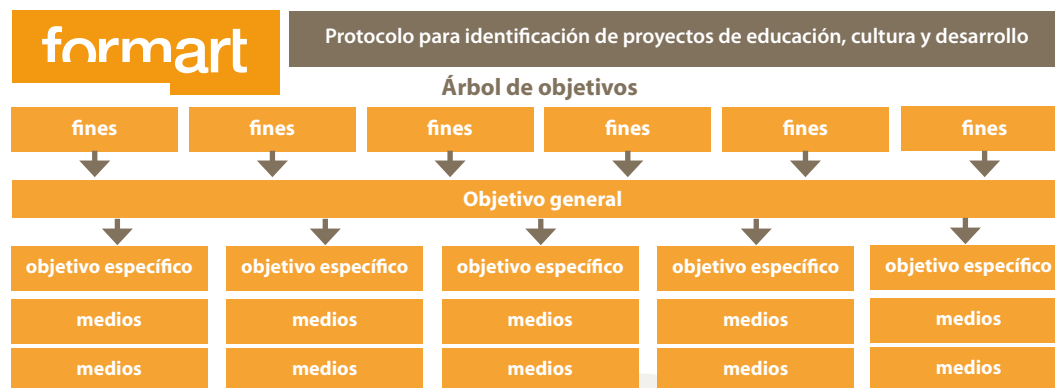 formart
Protocolo para identificación de proyectos de educación, cultura y desarrollo
Árbol de objetivos
fines fines fines fines fines fines
Objetivo general
objetivo específico objetivo específico objetivo específico objetivo específico objetivo específico
medios medios medios medios medios
medios medios medios medios medios